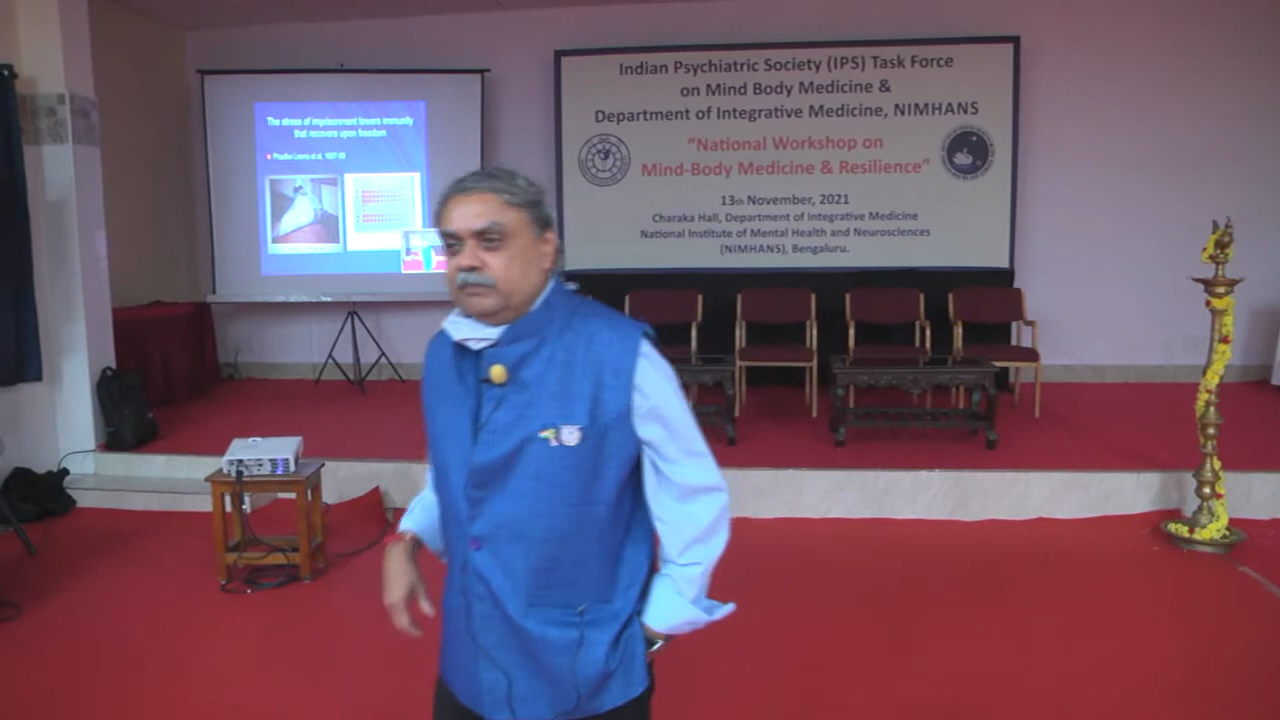 The stress of imprisonment lowers immunity
that recovers upon freedom
Indian Psychiatric Society (IPS) Task Force
on Mind Body Medicine &
Department of Integrative Medicine, NIMHANS
“National Workshop on
Mind-Body Medicine & Resilience”
13th November, 2021
Charaka Hall, Department of Integrative Medicine
National Institute of Mental Health and Neurosciences
(NIMHANS), Bengaluru.